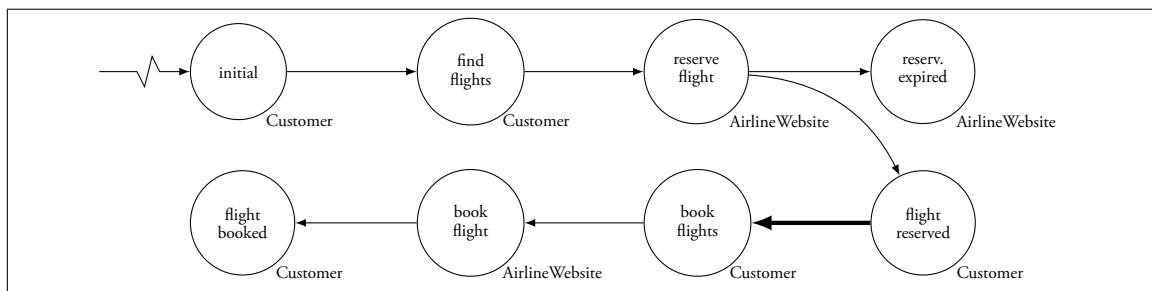 initial
Customer
find
flights
Customer
reserve
flight
AirlineWebsite
reserv.
expired
AirlineWebsite
flight
booked
Customer
book
flight
AirlineWebsite
book
flights
Customer
flight
reserved
Customer